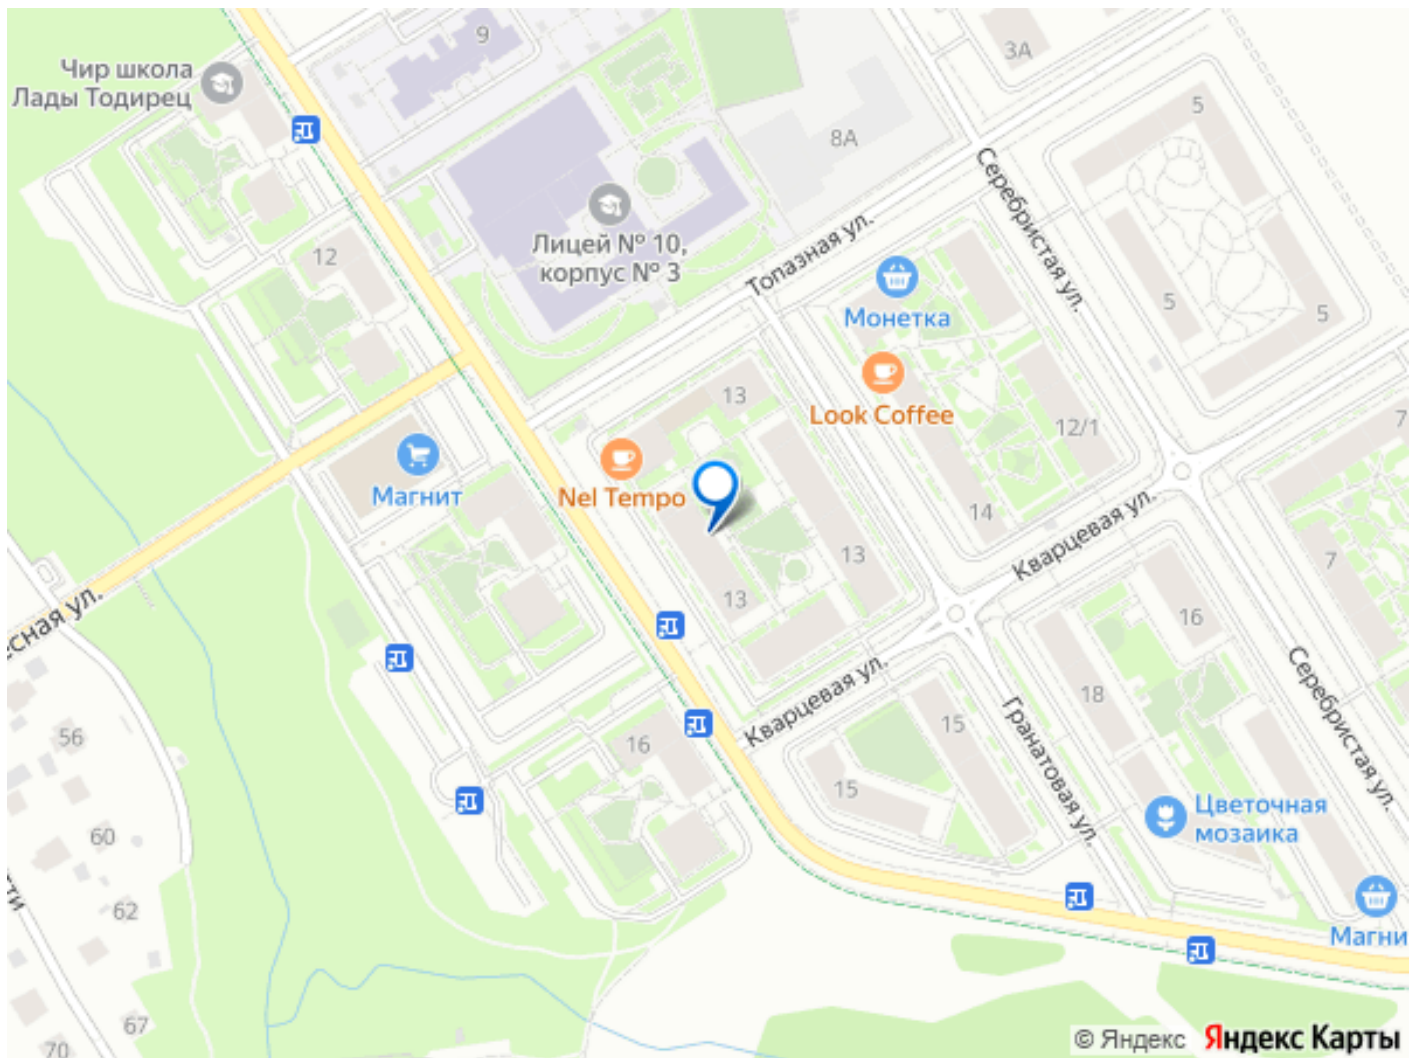 9
3А
Чир школа
Лады Тодирец
5
8А
Серебристая ул.
Лицей № 10,
корпус № 3
12
Топазная ул.
Монетка
5
5
13
Look Coffee
12/1
7
Магнит
Nel Tempo
14
Кварцевая ул.
13
7
13
есная ул.
16
Кварцевая ул.
Серебристая ул.
18
56
16
15
Гранатовая ул.
15
Цветочная
мозаика
60
62
сти
Магни
67
70
© Яндекс Яндекс Карты